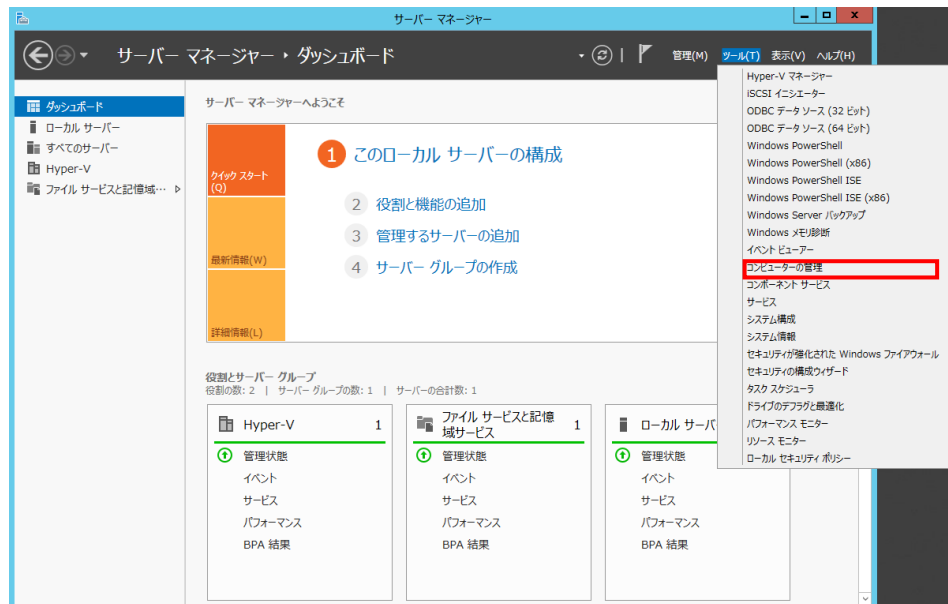 サーバー マネージャー
サーバー マネージャー ・ ダッシュボード
管理(M) ツール(T) 表示(V) ヘルプ(H)
ダッシュボード
ローカル サーバー
すべてのサーバー
Hyper-V
ファイル サービスと記憶域…
サーバー マネージャーへようこそ
クイック スタート
(Q)
最新情報(W)
詳細情報(L)
1 このローカル サーバーの構成
2 役割と機能の追加
3 管理するサーバーの追加
4 サーバー グループの作成
Hyper-V マネージャー
iSCSI イニシエーター
ODBC データ ソース (32 ビット)
ODBC データ ソース (64 ビット)
Windows PowerShell
Windows PowerShell (x86)
Windows PowerShell ISE
Windows PowerShell ISE (x86)
Windows Server バックアップ
Windows メモリ診断
イベント ビューアー
コンピューターの管理
コンポーネント サービス
サービス
システム構成
システム情報
セキュリティが強化された Windows ファイアウォール
セキュリティの構成ウィザード
タスク スケジューラ
ドライブのデフラグと最適化
パフォーマンス モニター
リソース モニター
ローカル セキュリティ ポリシー
役割とサーバー グループ
役割の数: 2 | サーバー グループの数: 1 | サーバーの合計数: 1
Hyper-V 1
管理状態
イベント
サービス
パフォーマンス
BPA 結果
ファイル サービスと記憶
域サービス 1
管理状態
イベント
サービス
パフォーマンス
BPA 結果
ローカル サーバ
管理状態
イベント
サービス
パフォーマンス
BPA 結果